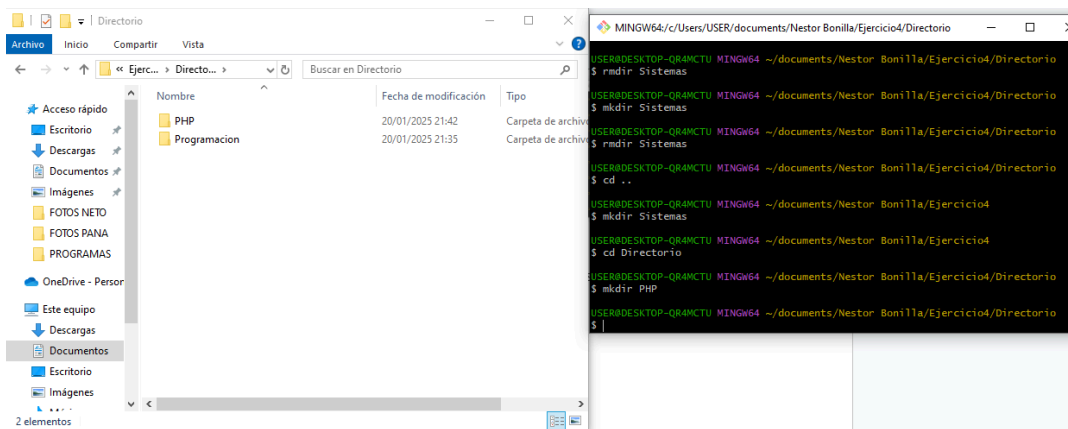 Directorio
Archivo Inicio Compartir Vista
« Ejerc... › Directo... ›
Buscar en Directorio
Nombre Fecha de modificación Tipo
Acceso rápido
Escritorio
Descargas
Documentos
Imágenes
FOTOS NETO
FOTOS PANA
PROGRAMAS
OneDrive - Person
Este equipo
Descargas
Documentos
Escritorio
Imágenes
PHP 20/01/2025 21:42 Carpeta de archivo
Programacion 20/01/2025 21:35 Carpeta de archivo
2 elementos
MINGW64:/c/Users/USER/documents/Nestor Bonilla/Ejercicio4/Directorio
USER@DESKTOP-QR4MCTU MINGW64 ~/documents/Nestor Bonilla/Ejercicio4/Directorio
$ rmdir Sistemas
USER@DESKTOP-QR4MCTU MINGW64 ~/documents/Nestor Bonilla/Ejercicio4/Directorio
$ mkdir Sistemas
USER@DESKTOP-QR4MCTU MINGW64 ~/documents/Nestor Bonilla/Ejercicio4/Directorio
$ rmdir Sistemas
USER@DESKTOP-QR4MCTU MINGW64 ~/documents/Nestor Bonilla/Ejercicio4/Directorio
$ cd ..
USER@DESKTOP-QR4MCTU MINGW64 ~/documents/Nestor Bonilla/Ejercicio4
$ mkdir Sistemas
USER@DESKTOP-QR4MCTU MINGW64 ~/documents/Nestor Bonilla/Ejercicio4
$ cd Directorio
USER@DESKTOP-QR4MCTU MINGW64 ~/documents/Nestor Bonilla/Ejercicio4/Directorio
$ mkdir PHP
USER@DESKTOP-QR4MCTU MINGW64 ~/documents/Nestor Bonilla/Ejercicio4/Directorio
$